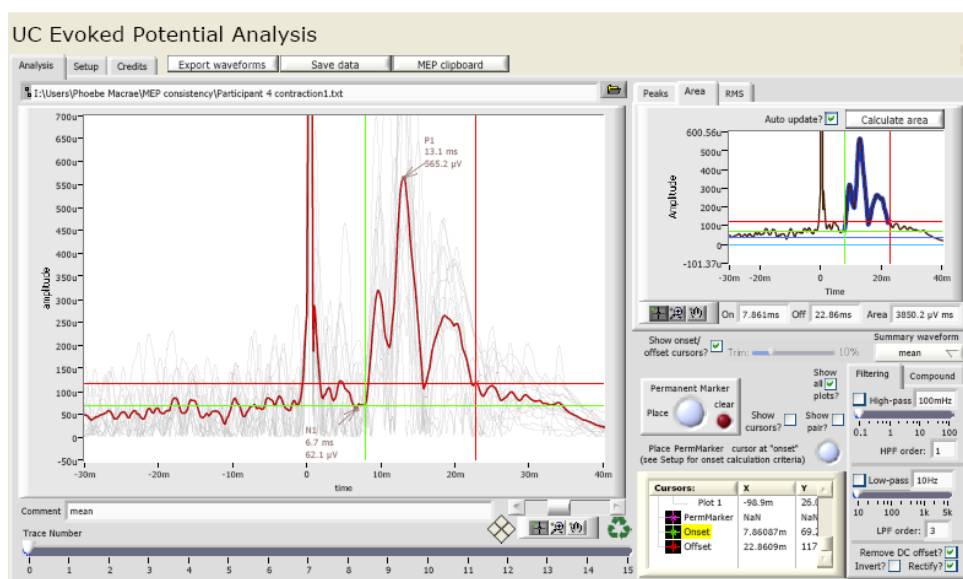 UC Evoked Potential Analysis
Analysis Setup Credits Export waveforms Save data MEP clipboard
I:\Users\Phoebe Macrae\MEP consistency\Participant 4 contraction1.txt
700u
650u
600u
550u
500u
450u
400u
350u
300u
250u
200u
150u
100u
50u
0u
-50u
amplitude
P1
13.1 ms
565.2 µV
N1
6.7 ms
62.1 µV
-30m -20m -10m 0 10m 20m 30m 40m
time
Comment mean
Trace Number
0 1 2 3 4 5 6 7 8 9 10 11 12 13 14 15
Peaks Area RMS
Auto update? Calculate area
600.56u
500u
400u
300u
200u
100u
0
-101.37u
Amplitude
-30m -20m 0 20m 40m
Time
On 7.861ms Off 22.86ms Area 3850.2 µV ms
Show onset/
offset cursors?
Trim: 10%
Summary waveform
mean
Permanent Marker
Place clear
Show
all
plots?
Show
cursors?
Show
pair?
Place PermMarker cursor at "onset"
(see Setup for onset calculation criteria)
Cursors: X Y
Plot 1 -98.9m 26.0
PermMarker NaN NaN
Onset 7.86087m 69.2
Offset 22.8609m 117
Filtering Compound
High-pass 100mHz
0.1 1 10 100
HPF order: 1
Low-pass 10Hz
10 100 1k 5k
LPF order: 3
Remove DC offset?
Invert? Rectify?